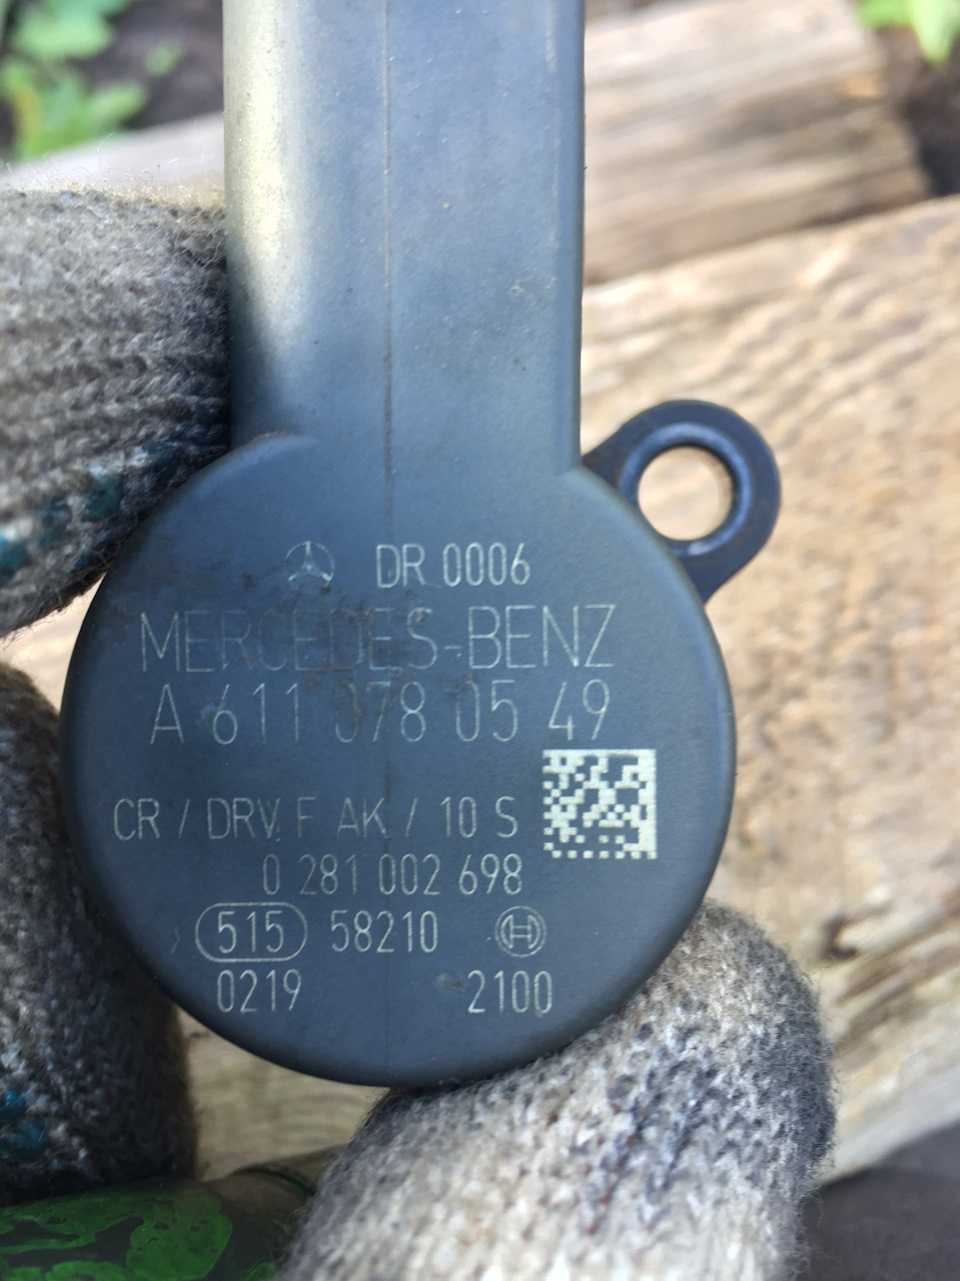 DR 0006
MERCEDES-BENZ
A 611 078 05 49
CR / DRV, F AK / 10 S
0 281 002 698
515 58210
0219 2100